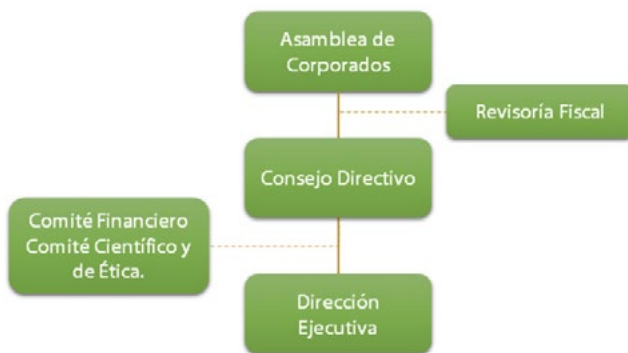 Asamblea de
Corporados
Revisoría Fiscal
Consejo Directivo
Comité Financiero
Comité Científico y
de Ética.
Dirección
Ejecutiva